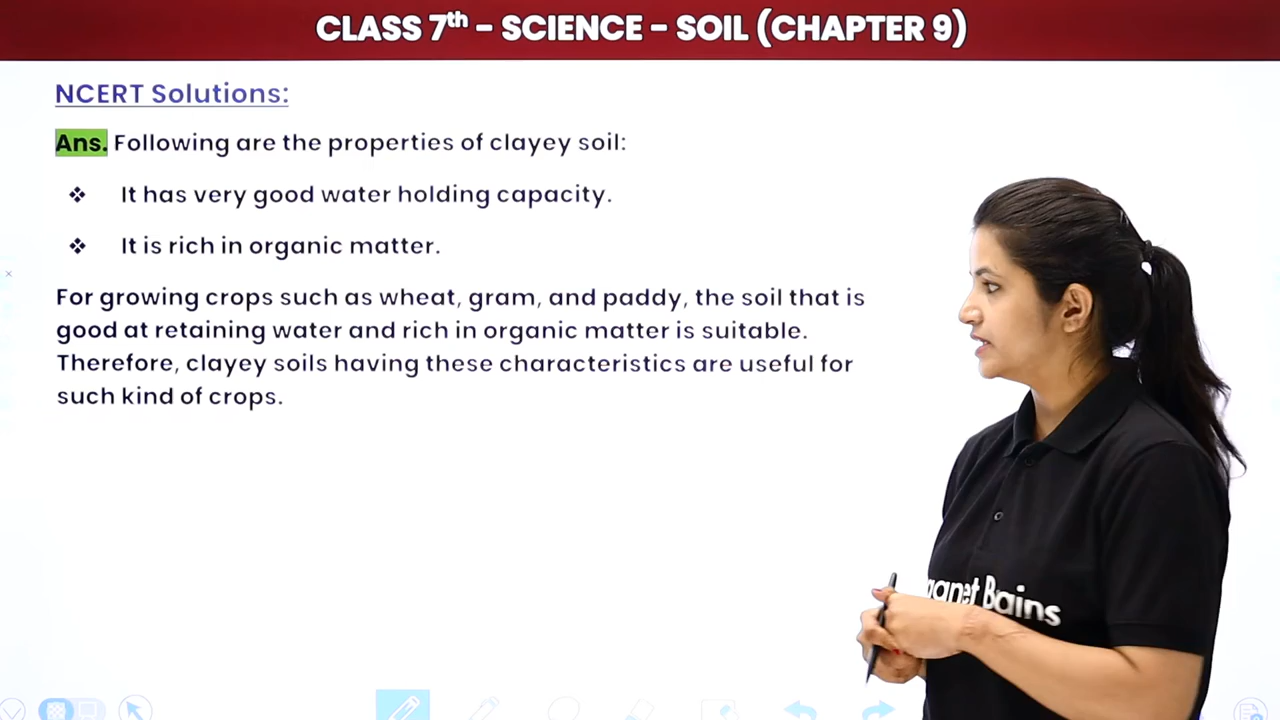 CLASS 7th - SCIENCE - SOIL (CHAPTER 9)
NCERT Solutions:
Ans. Following are the properties of clayey soil:
❖ It has very good water holding capacity.
❖ It is rich in organic matter.
For growing crops such as wheat, gram, and paddy, the soil that is
good at retaining water and rich in organic matter is suitable.
Therefore, clayey soils having these characteristics are useful for
such kind of crops.
agnet Brains